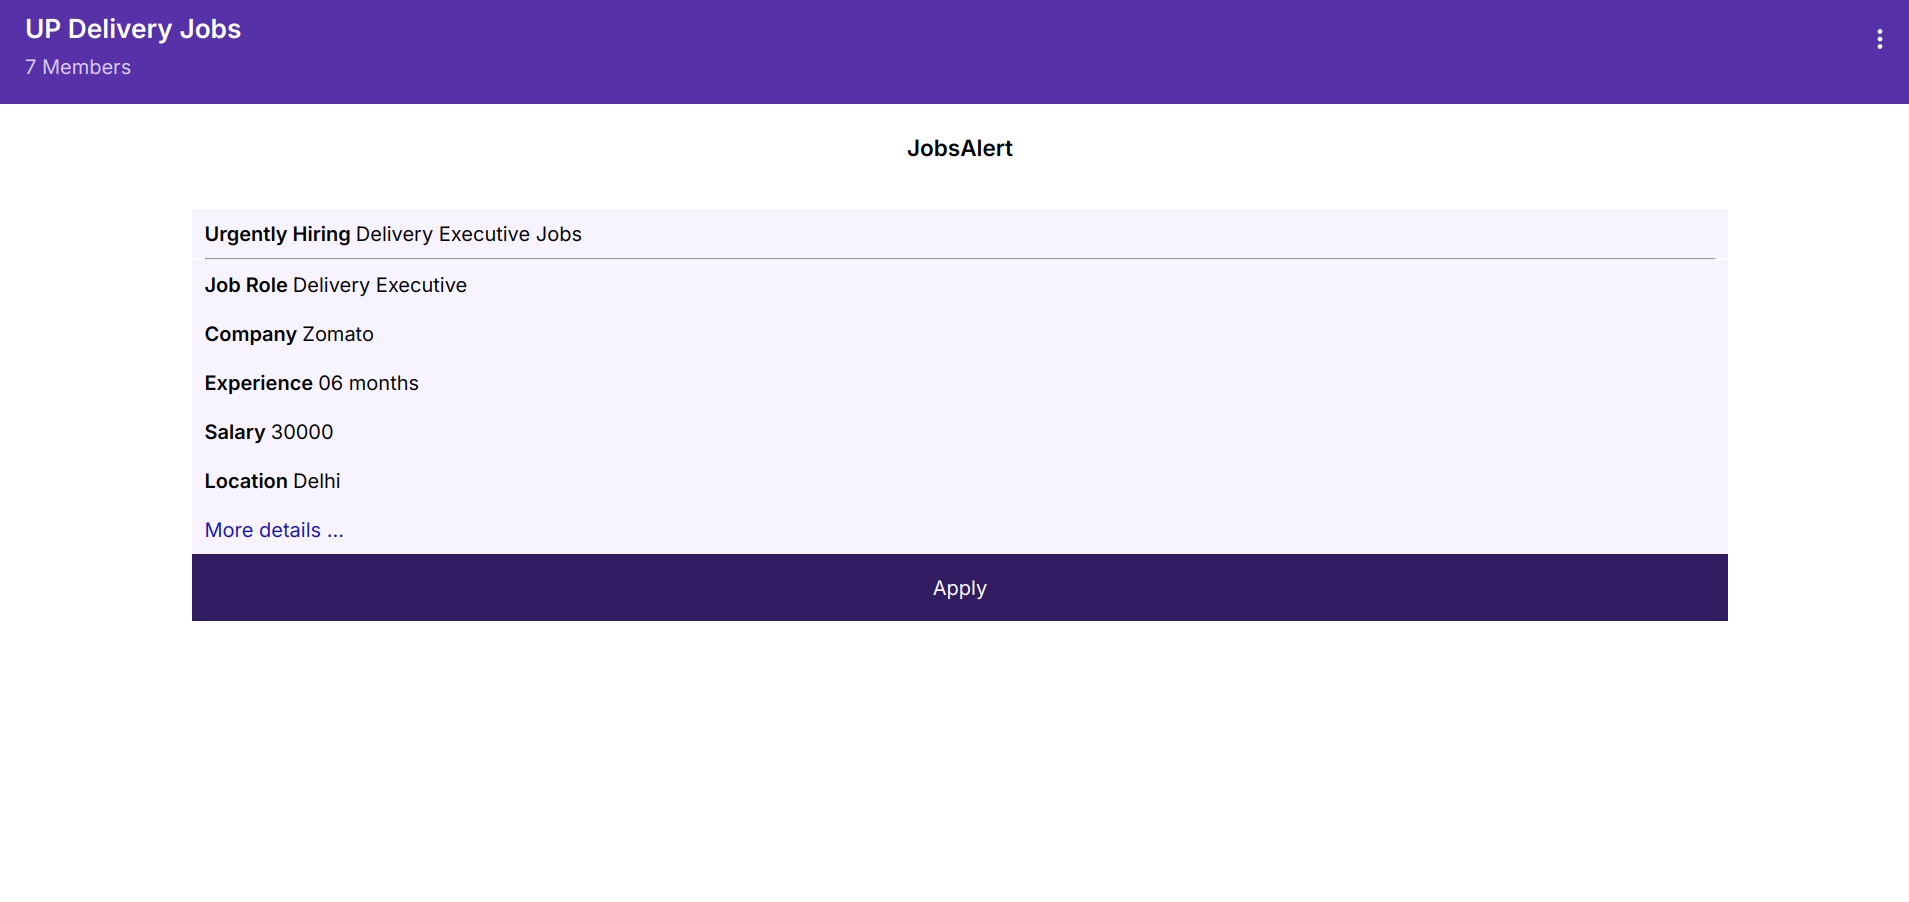 UP Delivery Jobs
7 Members
JobsAlert
Urgently Hiring Delivery Executive Jobs
Job Role Delivery Executive
Company Zomato
Experience 06 months
Salary 30000
Location Delhi
More details ...
Apply